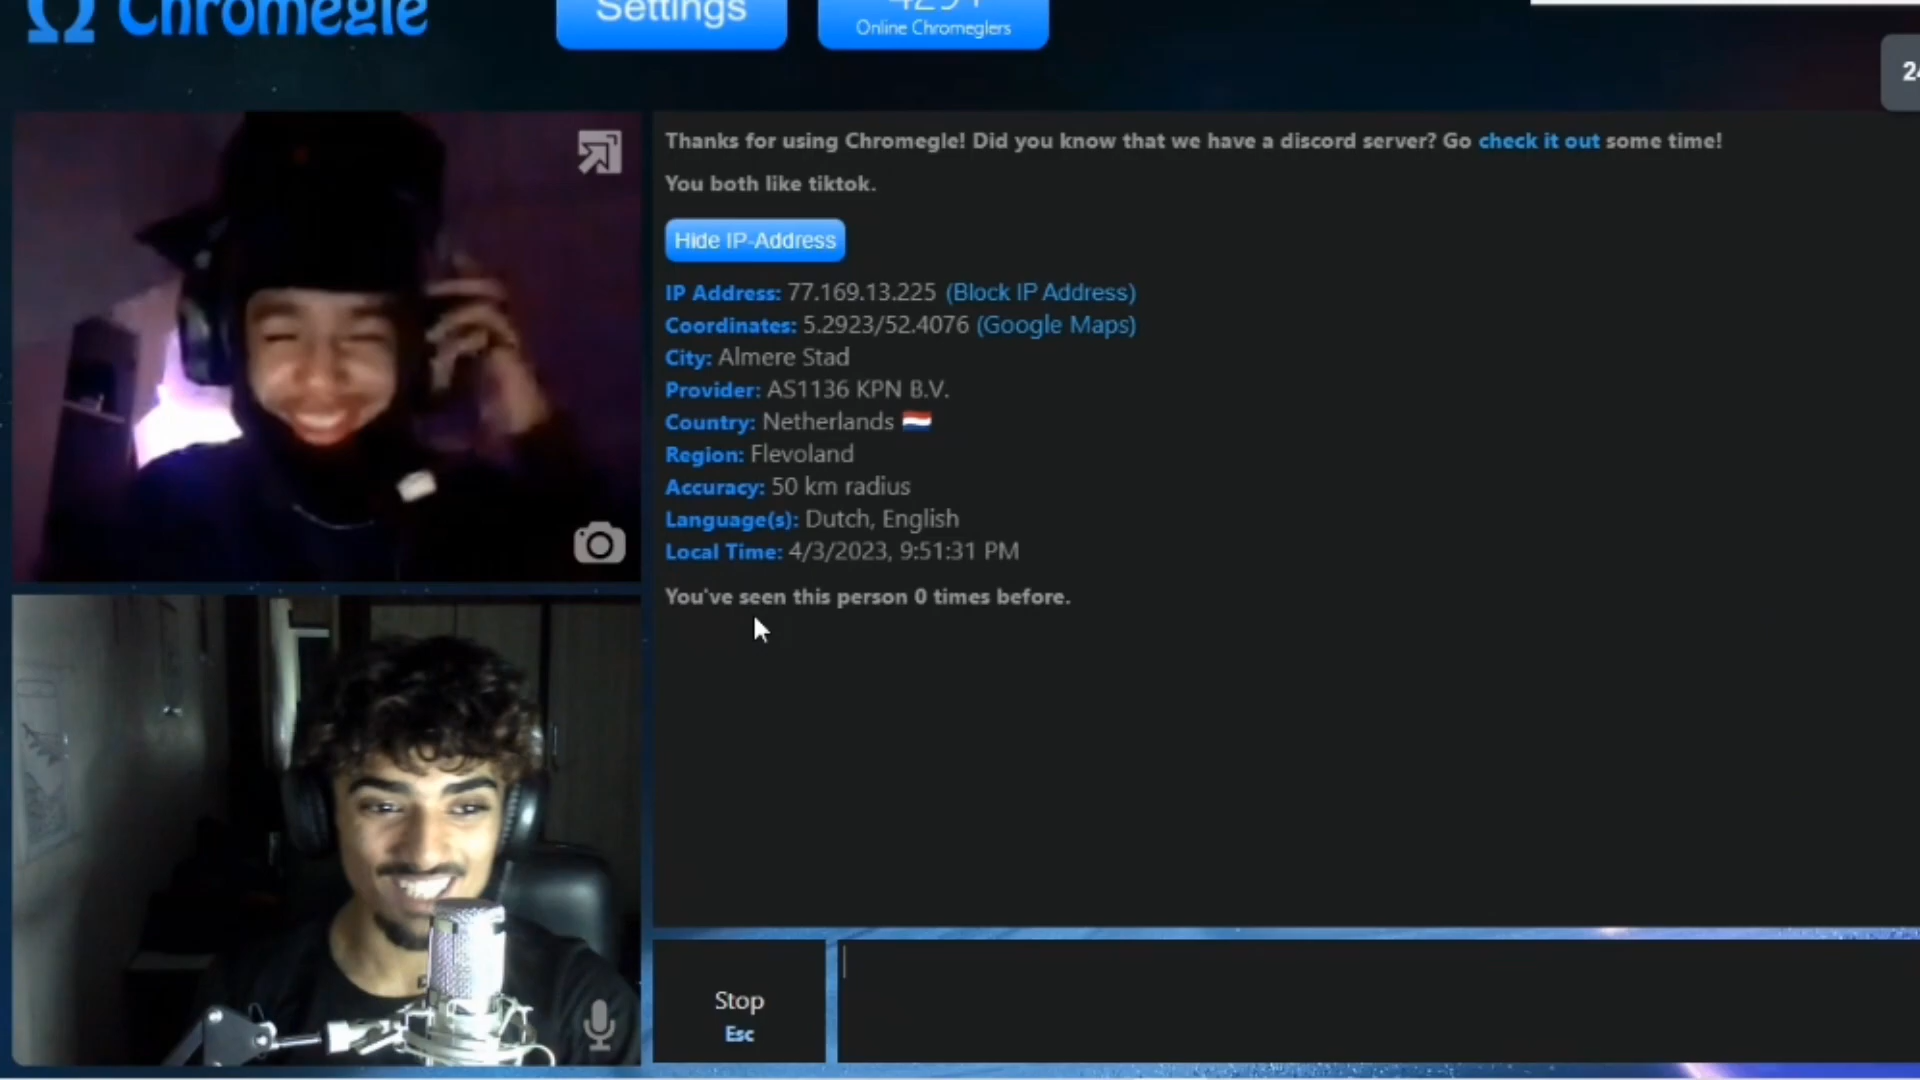 Chromegle
Settings
Online Chromeglers
Thanks for using Chromegle! Did you know that we have a discord server? Go check it out some time!
You both like tiktok.
Hide IP-Address
IP Address: 77.169.13.225 (Block IP Address)
Coordinates: 5.2923/52.4076 (Google Maps)
City: Almere Stad
Provider: AS1136 KPN B.V.
Country: Netherlands
Region: Flevoland
Accuracy: 50 km radius
Language(s): Dutch, English
Local Time: 4/3/2023, 9:51:31 PM
You've seen this person 0 times before.
Stop
Esc